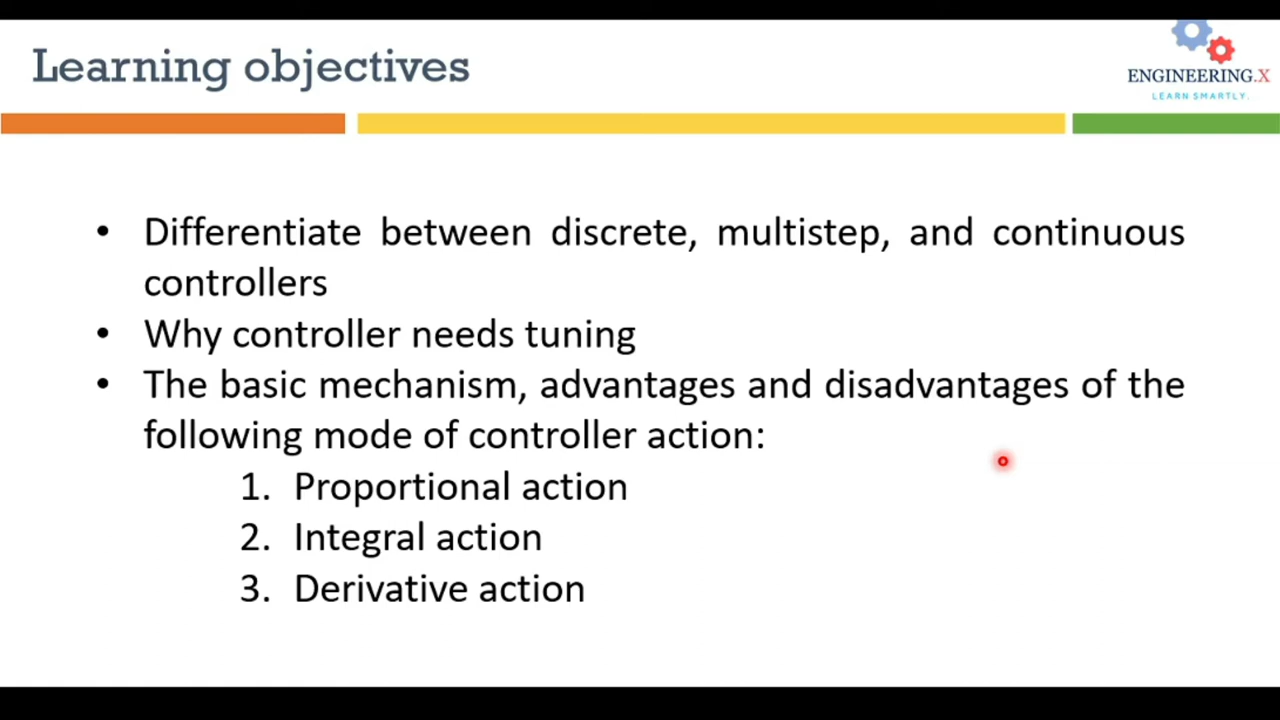 Learning objectives
ENGINEERING.X
LEARN SMARTLY.
• Differentiate between discrete, multistep, and continuous
controllers
• Why controller needs tuning
• The basic mechanism, advantages and disadvantages of the
following mode of controller action:
1. Proportional action
2. Integral action
3. Derivative action